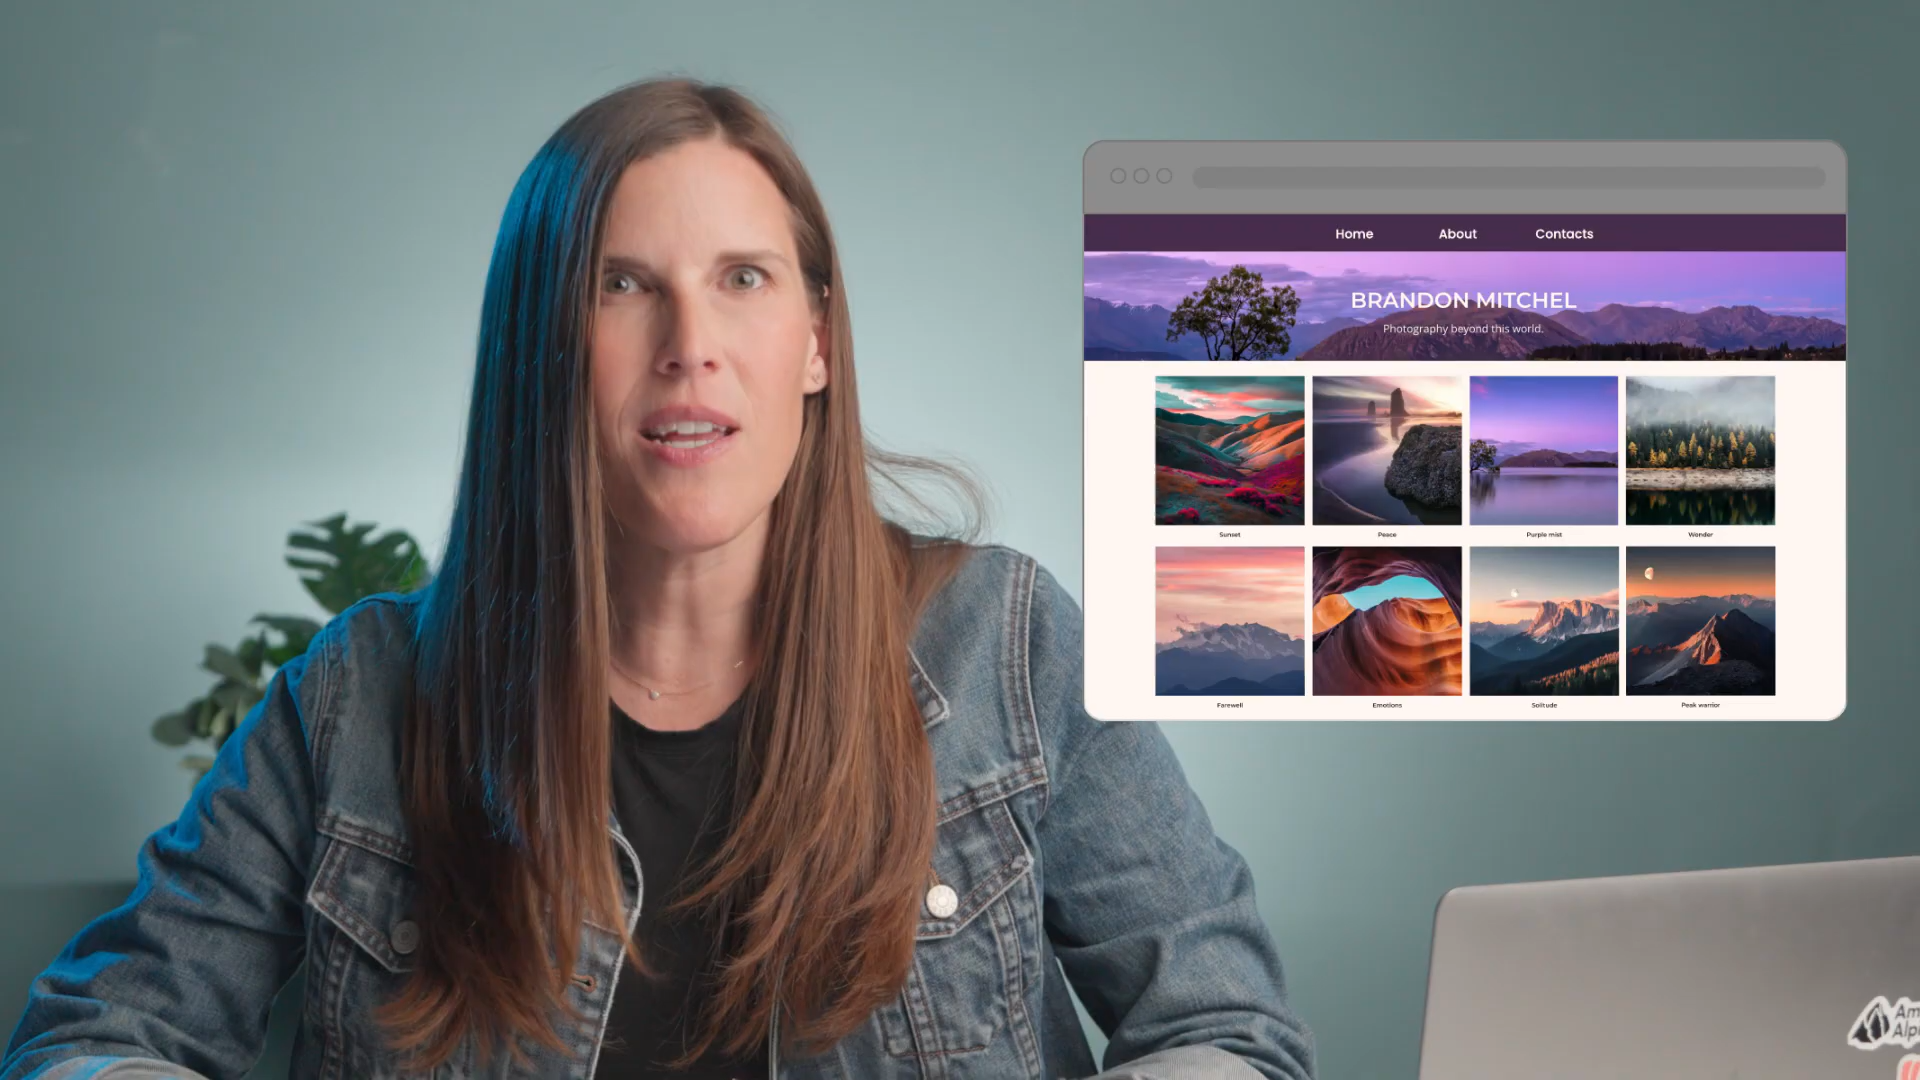 Home About Contacts
BRANDON MITCHEL
Photography beyond this world.
Sunset Peace Purple mist Wonder
Farewell Emotions Solitude Peak warrior